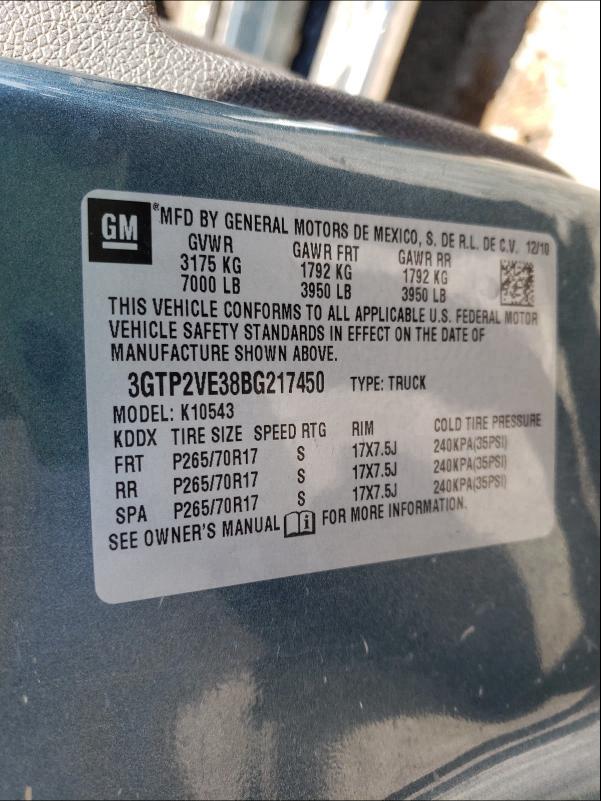 GM ®MFD BY GENERAL MOTORS DE MEXICO, S. DE R.L. DE C.V. 12/10
GVWR GAWR FRT GAWR RR
3175 KG 1792 KG 1792 KG
7000 LB 3950 LB 3950 LB
THIS VEHICLE CONFORMS TO ALL APPLICABLE U.S. FEDERAL MOTOR
VEHICLE SAFETY STANDARDS IN EFFECT ON THE DATE OF
MANUFACTURE SHOWN ABOVE.
3GTP2VE38BG217450 TYPE: TRUCK
MODEL: K10543
KDDX TIRE SIZE SPEED RTG RIM COLD TIRE PRESSURE
FRT P265/70R17 S 17X7.5J 240KPA(35PSI)
RR P265/70R17 S 17X7.5J 240KPA(35PSI)
SPA P265/70R17 S 17X7.5J 240KPA(35PSI)
SEE OWNER'S MANUAL i FOR MORE INFORMATION.